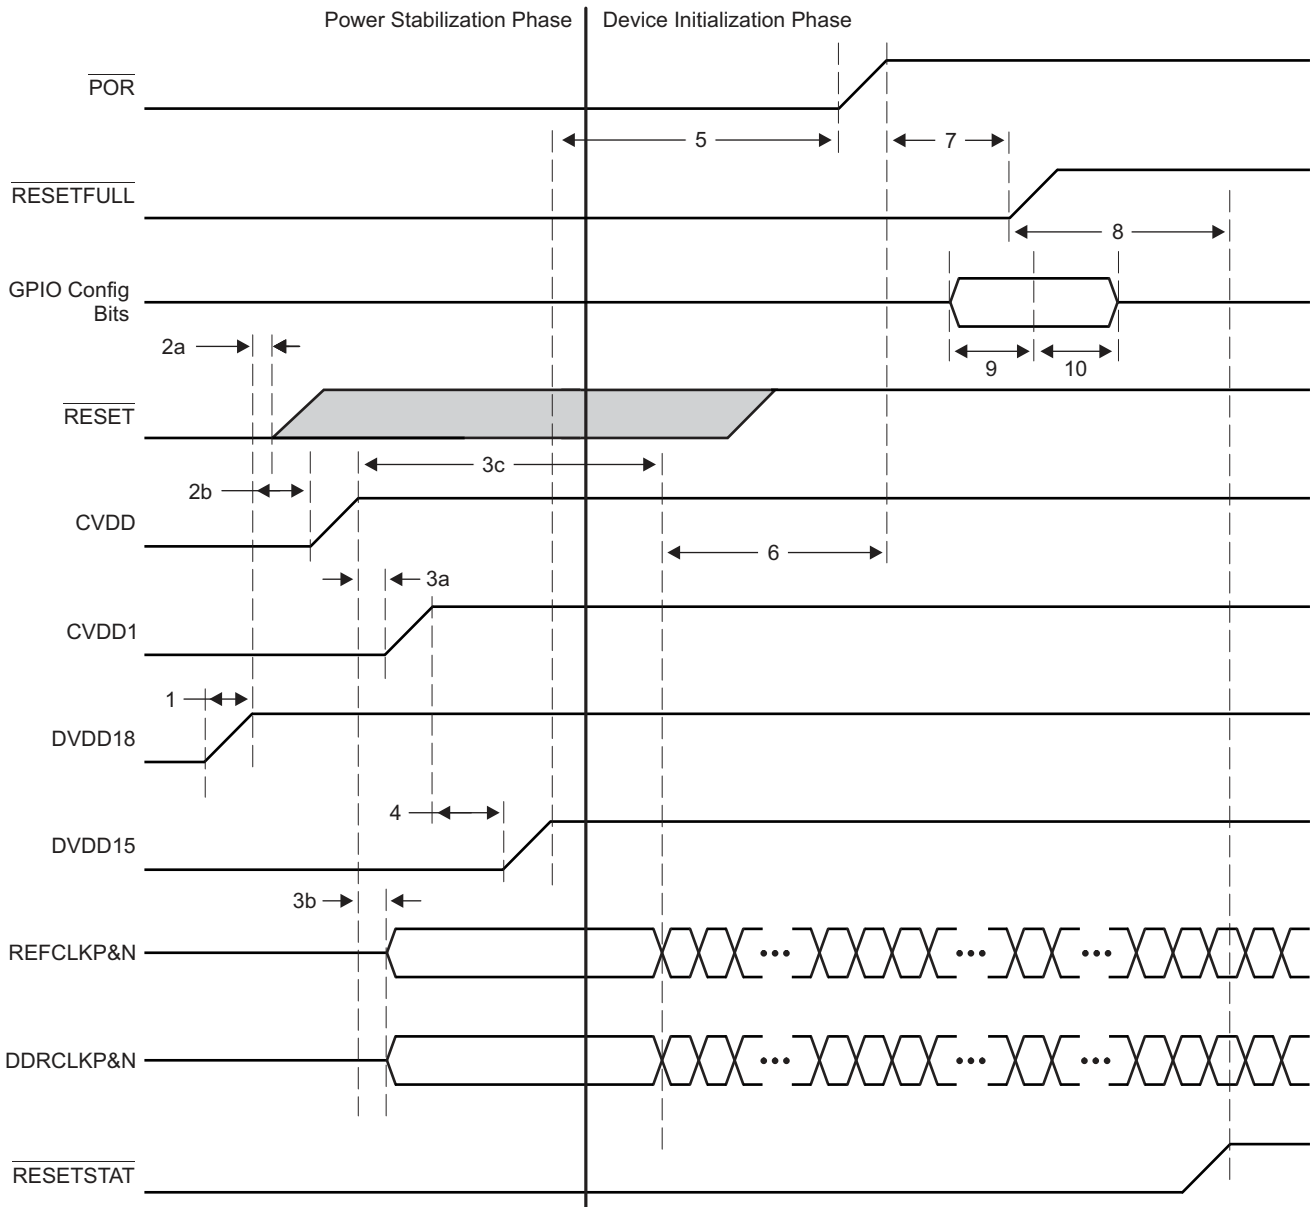 Power Stabilization Phase
Device Initialization Phase
POR
5
7
RESETFULL
8
GPIO Config
Bits
2a
9
10
RESET
3c
2b
CVDD
6
3a
CVDD1
1
DVDD18
4
DVDD15
3b
REFCLKP&N
DDRCLKP&N
RESETSTAT